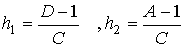 h₁ = (D − 1)/C , h₂ = (A − 1)/C